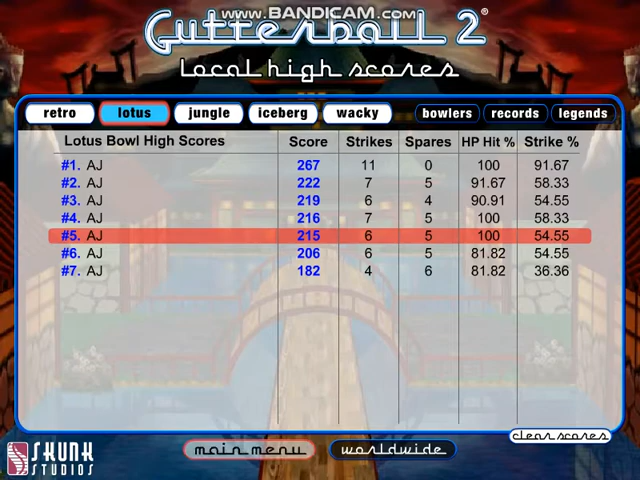 www.BANDICAM.com
Gutterball 2®
local high scores
retro lotus jungle iceberg wacky bowlers records legends
Lotus Bowl High Scores Score Strikes Spares HP Hit % Strike %
#1. AJ 267 11 0 100 91.67
#2. AJ 222 7 5 91.67 58.33
#3. AJ 219 6 4 90.91 54.55
#4. AJ 216 7 5 100 58.33
#5. AJ 215 6 5 100 54.55
#6. AJ 206 6 5 81.82 54.55
#7. AJ 182 4 6 81.82 36.36
clear scores
SKUNK STUDIOS
main menu worldwide